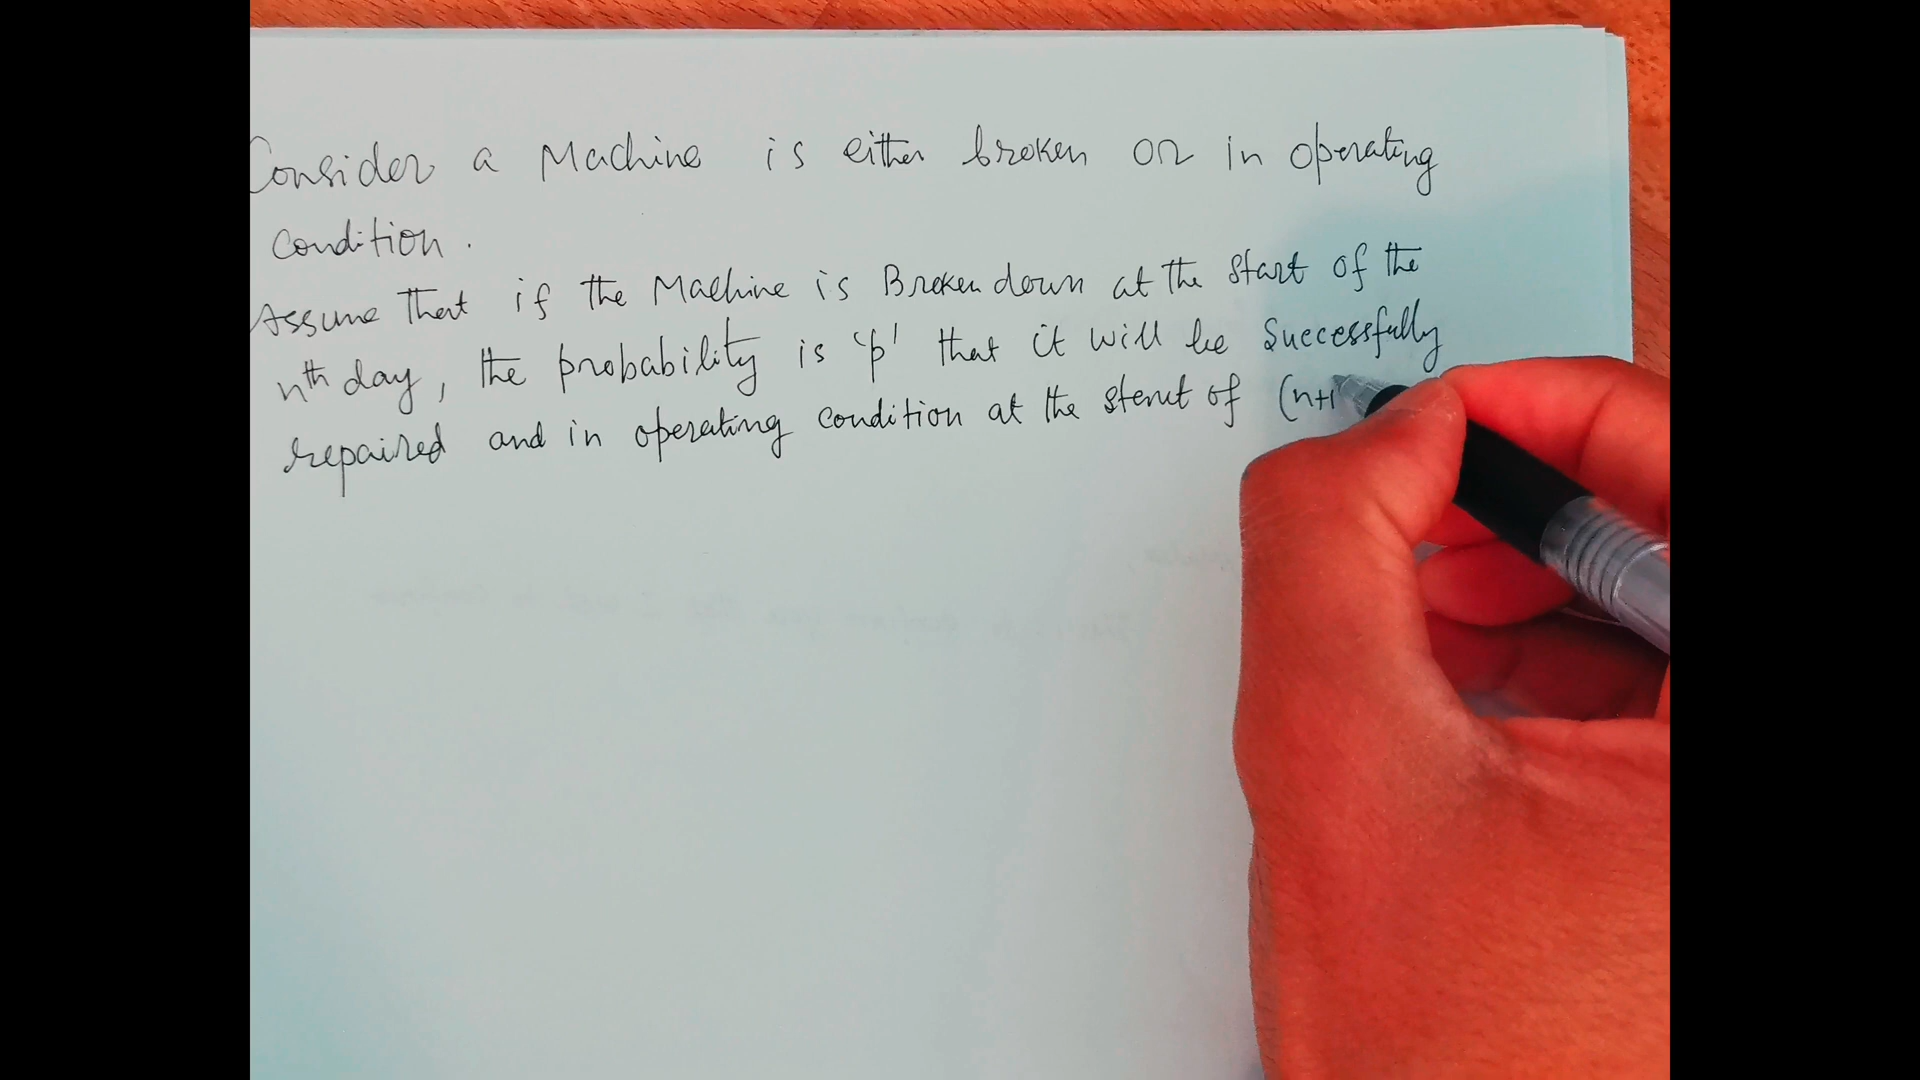 Consider a Machine is either broken or in operating
condition.
Assume that if the Machine is Broken down at the start of the
nth day, the probability is 'p' that it will be successfully
repaired and in operating condition at the start of (n+1